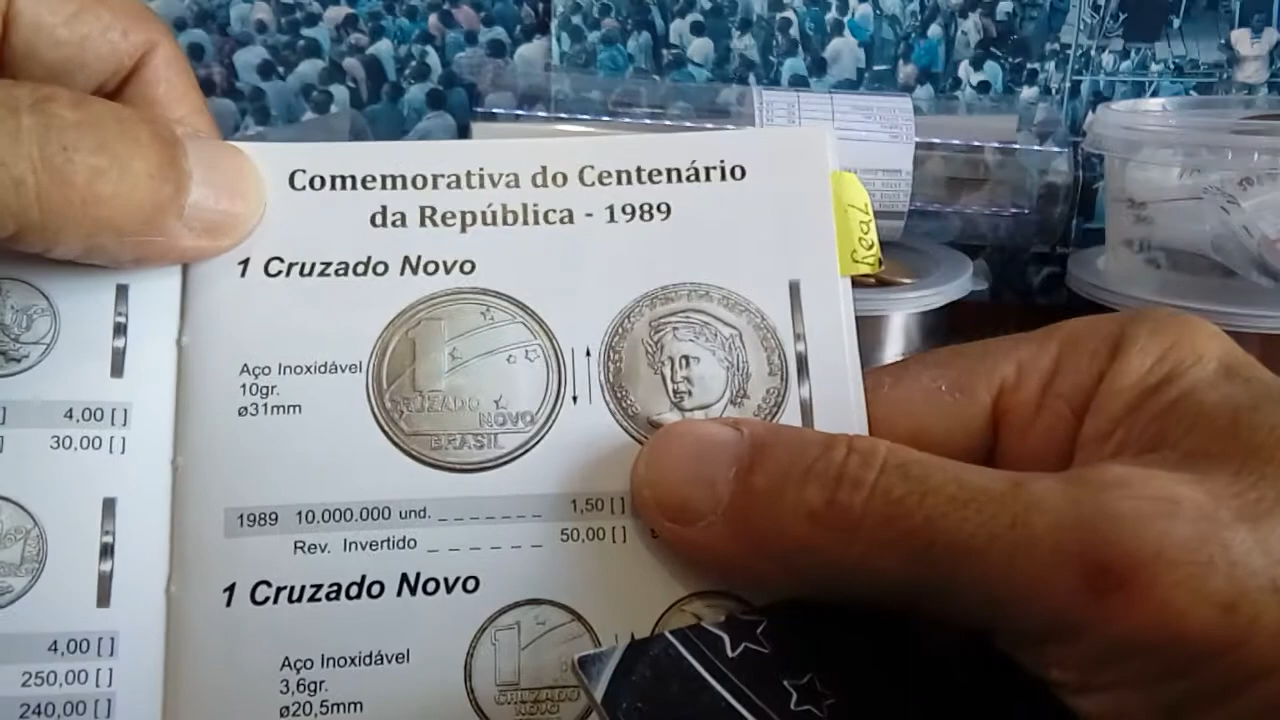 Comemorativa do Centenário
da República - 1989
1 Cruzado Novo
Aço Inoxidável
10gr.
ø31mm
1
CRUZADO
NOVO
BRASIL
1989 10.000.000 und. _ _ _ _ _ _ _ 1,50 [ ]
Rev. Invertido _ _ _ _ _ _ 50,00 [ ]
1 Cruzado Novo
Aço Inoxidável
3,6gr.
ø20,5mm
1
CRUZADO
NOVO
] 4,00 [ ]
] 30,00 [ ]
4,00 [ ]
250,00 [ ]
240,00 [ ]
Real